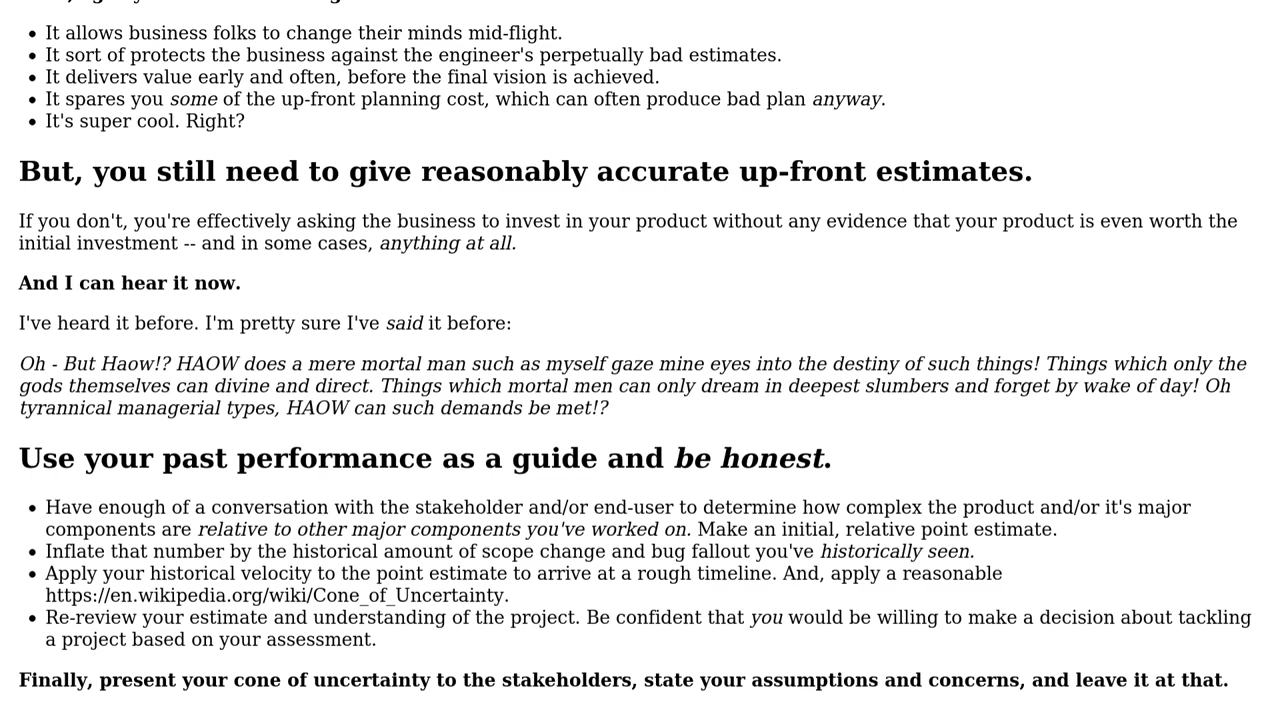 It allows business folks to change their minds mid-flight.
It sort of protects the business against the engineer's perpetually bad estimates.
It delivers value early and often, before the final vision is achieved.
It spares you some of the up-front planning cost, which can often produce bad plan anyway.
It's super cool. Right?
But, you still need to give reasonably accurate up-front estimates.
If you don't, you're effectively asking the business to invest in your product without any evidence that your product is even worth the
initial investment -- and in some cases, anything at all.
And I can hear it now.
I've heard it before. I'm pretty sure I've said it before:
Oh - But Haow!? HAOW does a mere mortal man such as myself gaze mine eyes into the destiny of such things! Things which only the
gods themselves can divine and direct. Things which mortal men can only dream in deepest slumbers and forget by wake of day! Oh
tyrannical managerial types, HAOW can such demands be met!?
Use your past performance as a guide and be honest.
Have enough of a conversation with the stakeholder and/or end-user to determine how complex the product and/or it's major
components are relative to other major components you've worked on. Make an initial, relative point estimate.
Inflate that number by the historical amount of scope change and bug fallout you've historically seen.
Apply your historical velocity to the point estimate to arrive at a rough timeline. And, apply a reasonable
https://en.wikipedia.org/wiki/Cone_of_Uncertainty.
Re-review your estimate and understanding of the project. Be confident that you would be willing to make a decision about tackling
a project based on your assessment.
Finally, present your cone of uncertainty to the stakeholders, state your assumptions and concerns, and leave it at that.